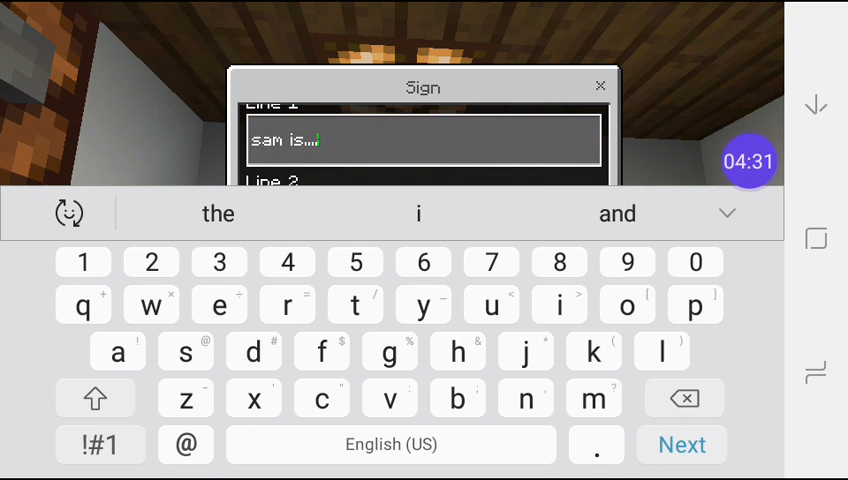 Sign
Line 1
sam is...
04:31
Line 2
the i and
1 2 3 4 5 6 7 8 9 0
q + w × e ÷ r = t / y _ u < i > o [ p ]
a ! s @ d # f $ g % h & j * k ( l )
z - x ' c " v : b ; n , m ?
!#1 @ English (US) . Next